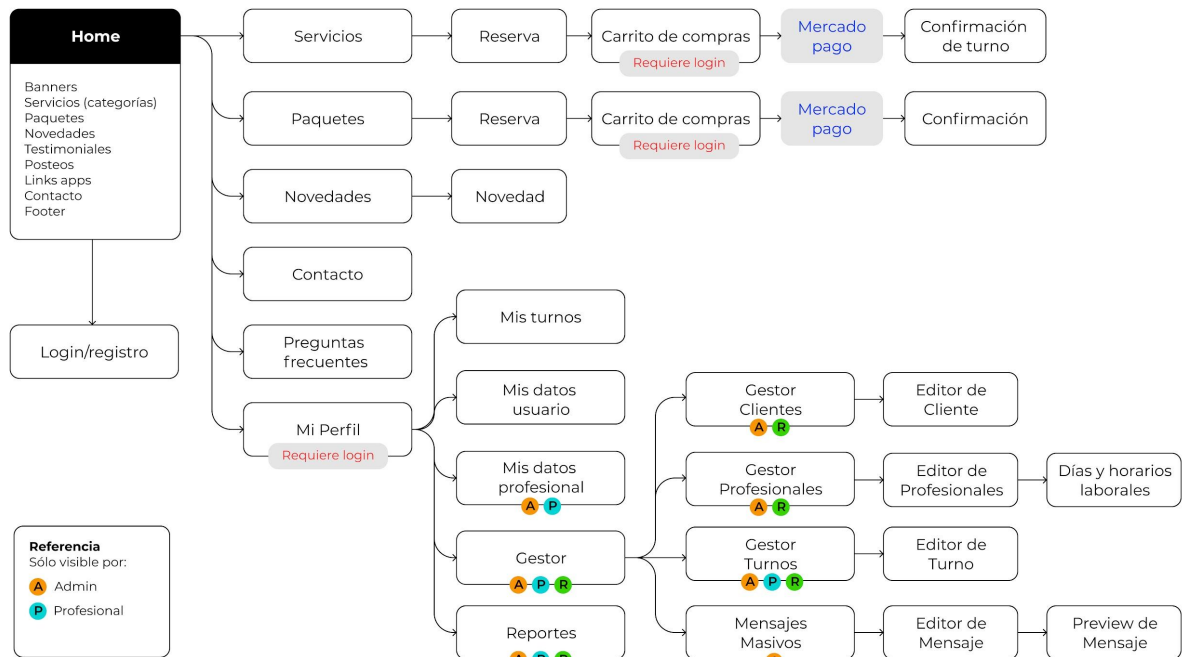 Home
Banners
Servicios (categorías)
Paquetes
Novedades
Testimoniales
Posteos
Links apps
Contacto
Footer
Login/registro
Servicios
Reserva
Carrito de compras
Requiere login
Mercado
pago
Confirmación
de turno
Paquetes
Reserva
Carrito de compras
Requiere login
Mercado
pago
Confirmación
Novedades
Novedad
Contacto
Preguntas
frecuentes
Mi Perfil
Requiere login
Mis turnos
Mis datos
usuario
Mis datos
profesional
A P
Gestor
A P R
Reportes
A P R
Gestor
Clientes
A R
Editor de
Cliente
Gestor
Profesionales
A R
Editor de
Profesionales
Días y horarios
laborales
Gestor
Turnos
A P R
Editor de
Turno
Mensajes
Masivos
Editor de
Mensaje
Preview de
Mensaje
Referencia
Sólo visible por:
A Admin
P Profesional